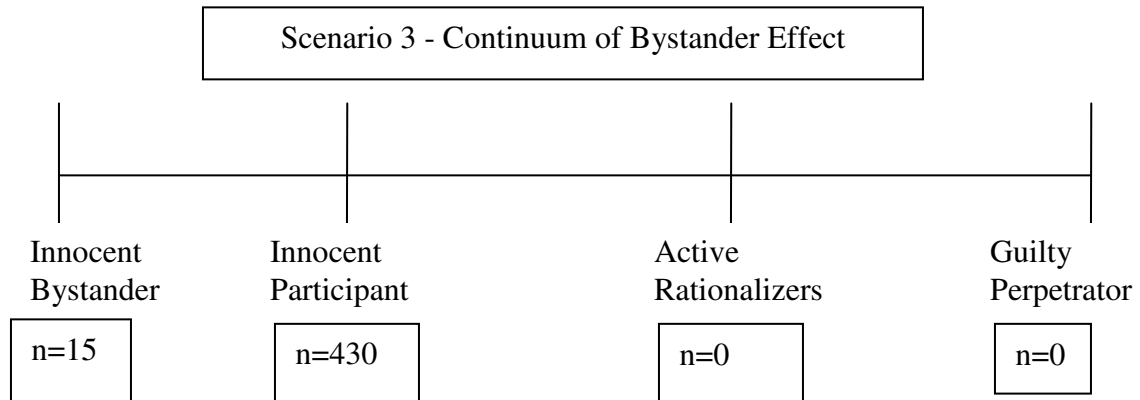 Scenario 3 - Continuum of Bystander Effect
Innocent
Bystander
Innocent
Participant
Active
Rationalizers
Guilty
Perpetrator
n=15
n=430
n=0
n=0